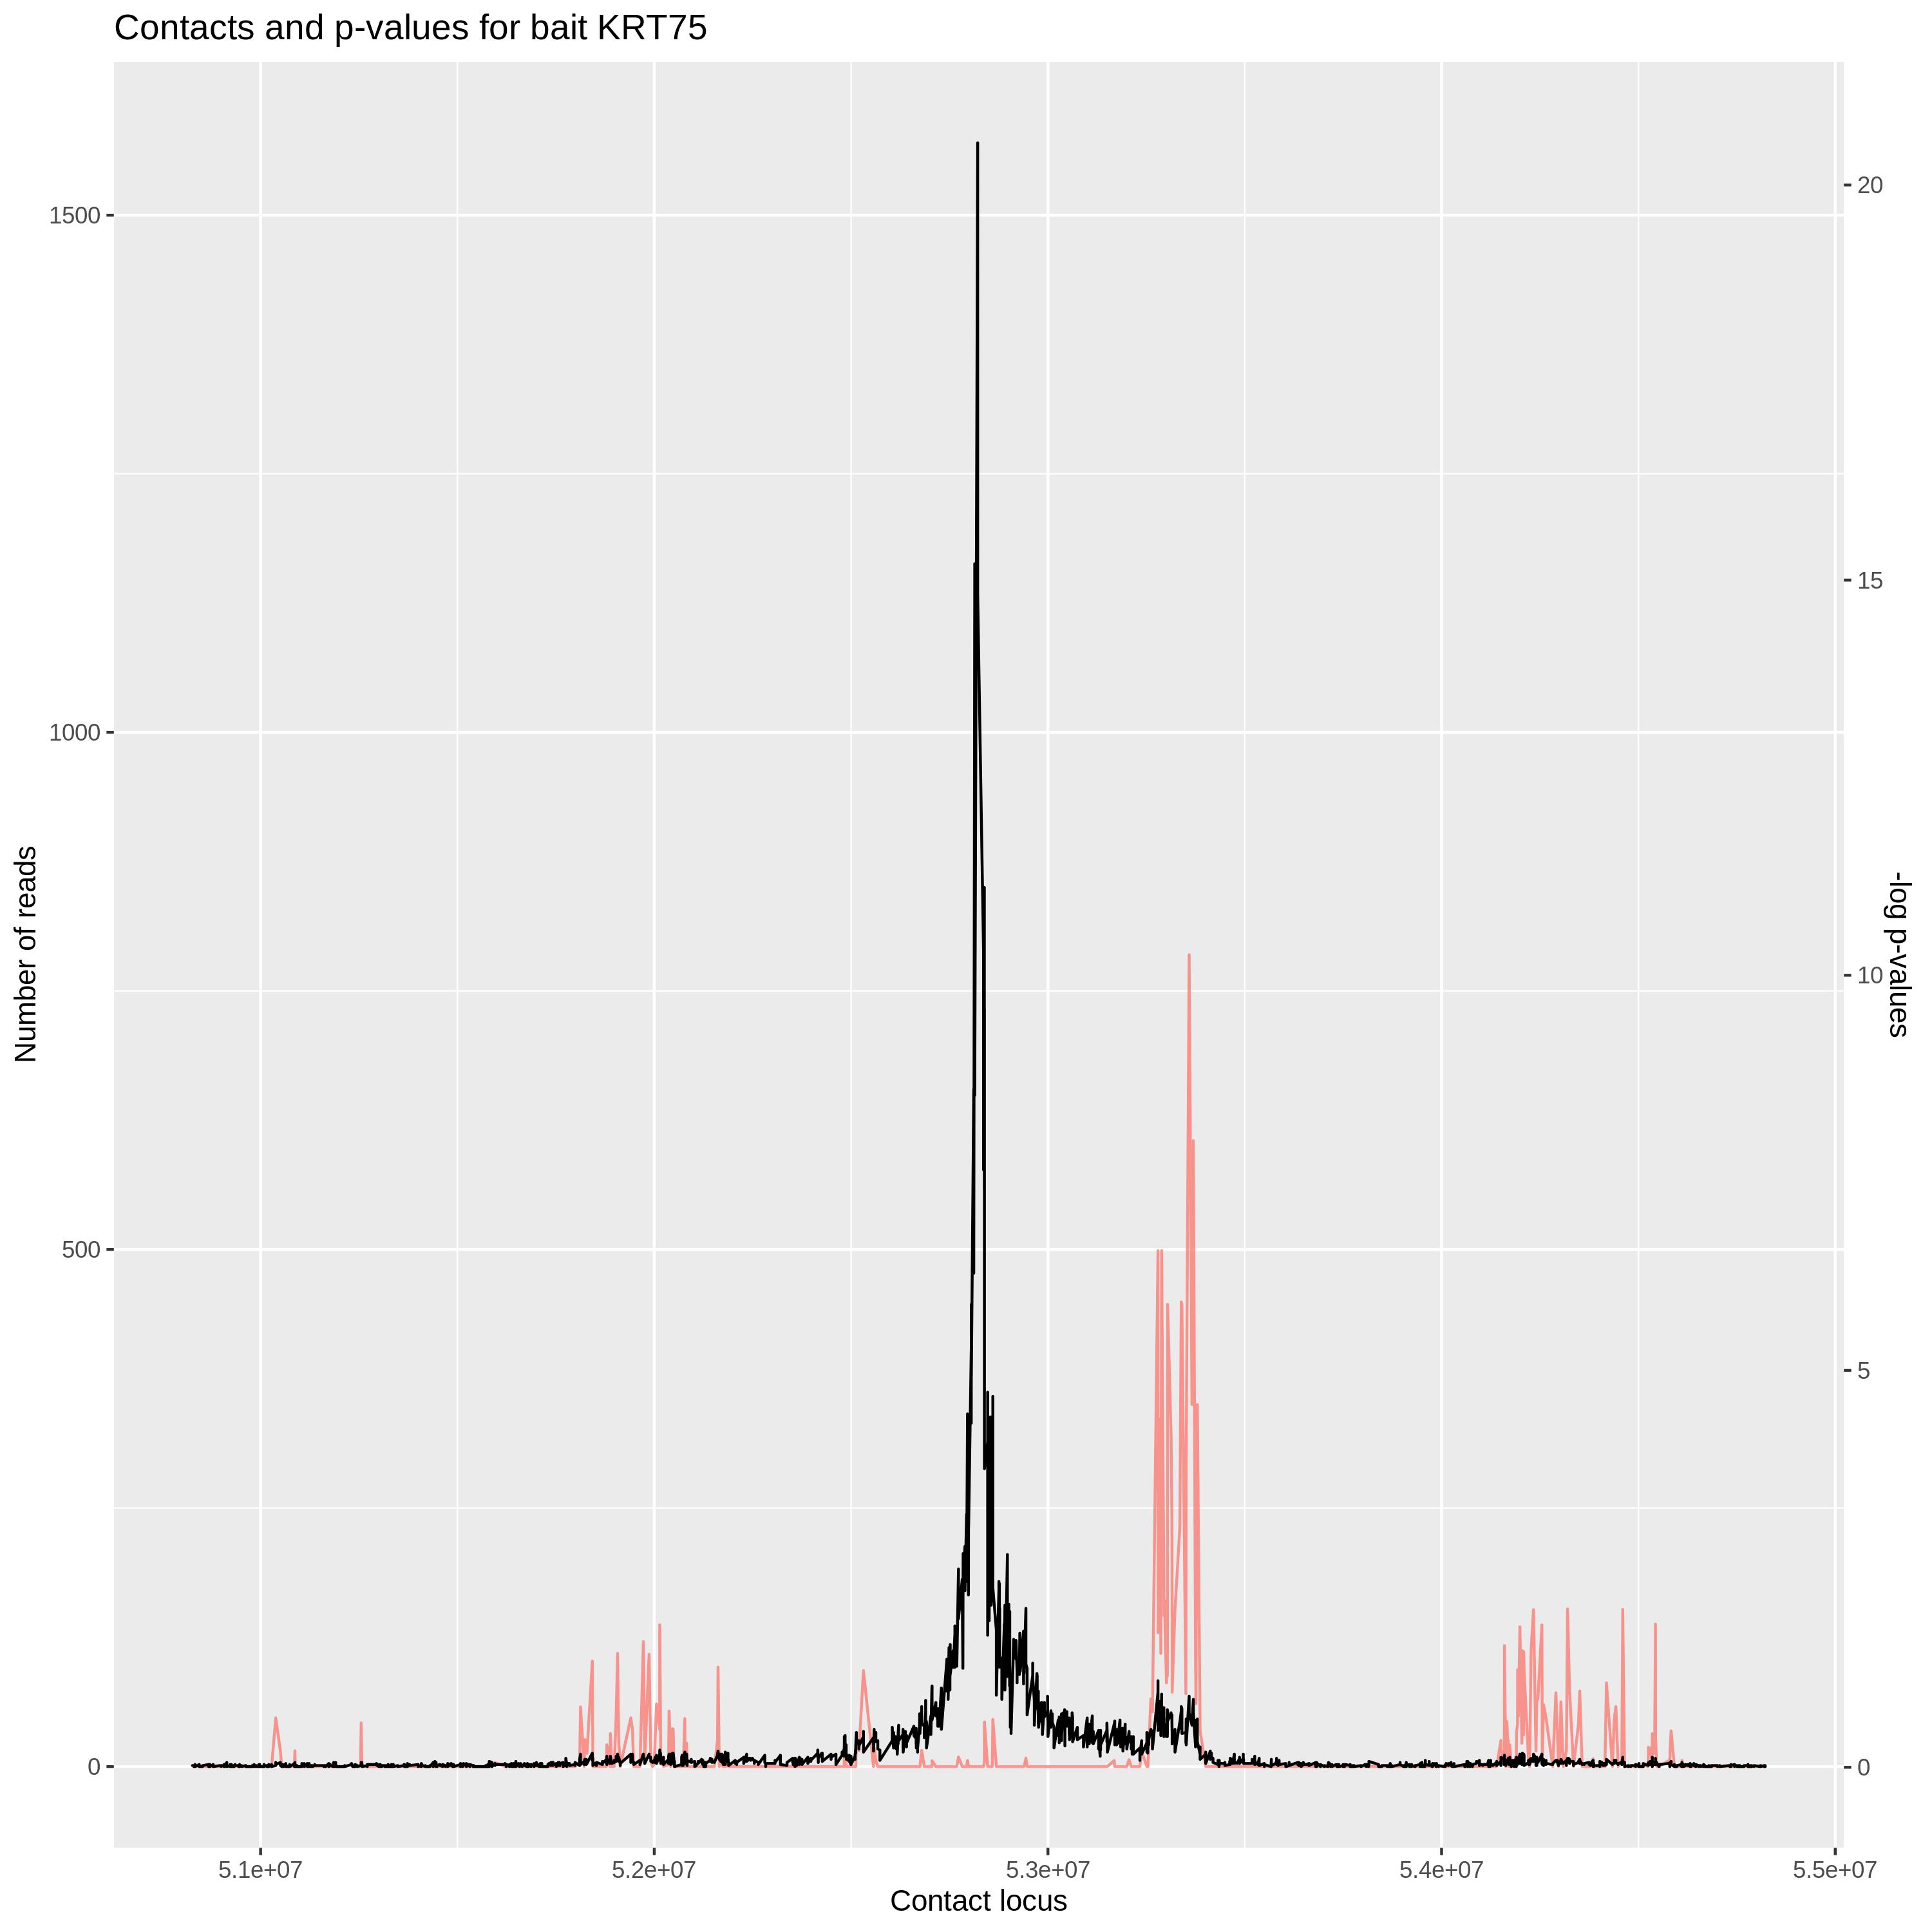 Contacts and p-values for bait KRT75
1500
1000
500
0
20
15
10
5
0
Number of reads
-log p-values
5.1e+07
5.2e+07
5.3e+07
5.4e+07
5.5e+07
Contact locus